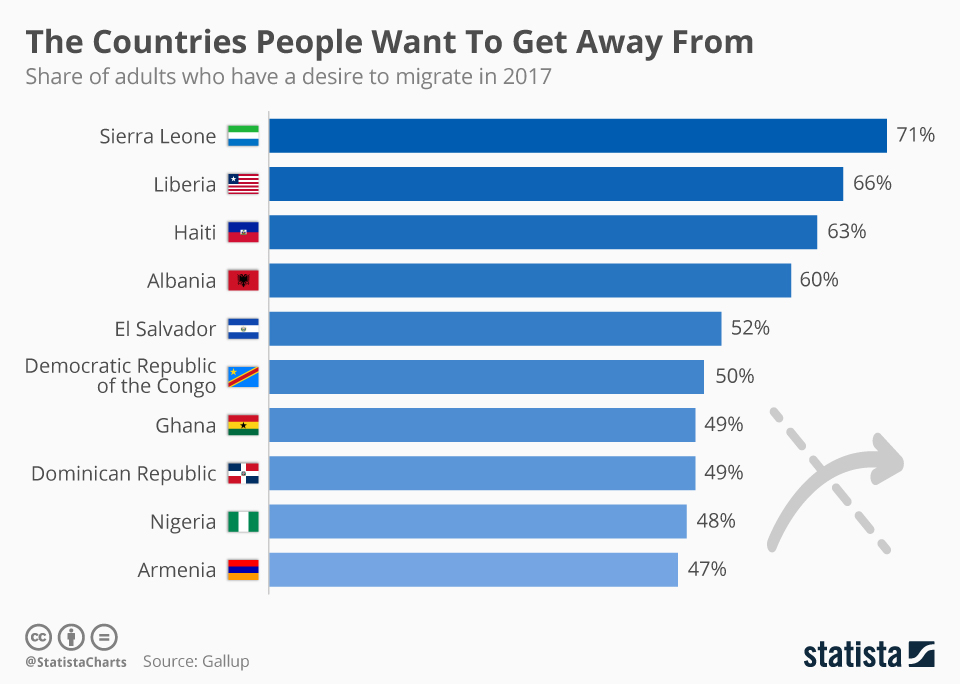 The Countries People Want To Get Away From
Share of adults who have a desire to migrate in 2017
Sierra Leone 71%
Liberia 66%
Haiti 63%
Albania 60%
El Salvador 52%
Democratic Republic
of the Congo 50%
Ghana 49%
Dominican Republic 49%
Nigeria 48%
Armenia 47%
cc
@StatistaCharts Source: Gallup
statista